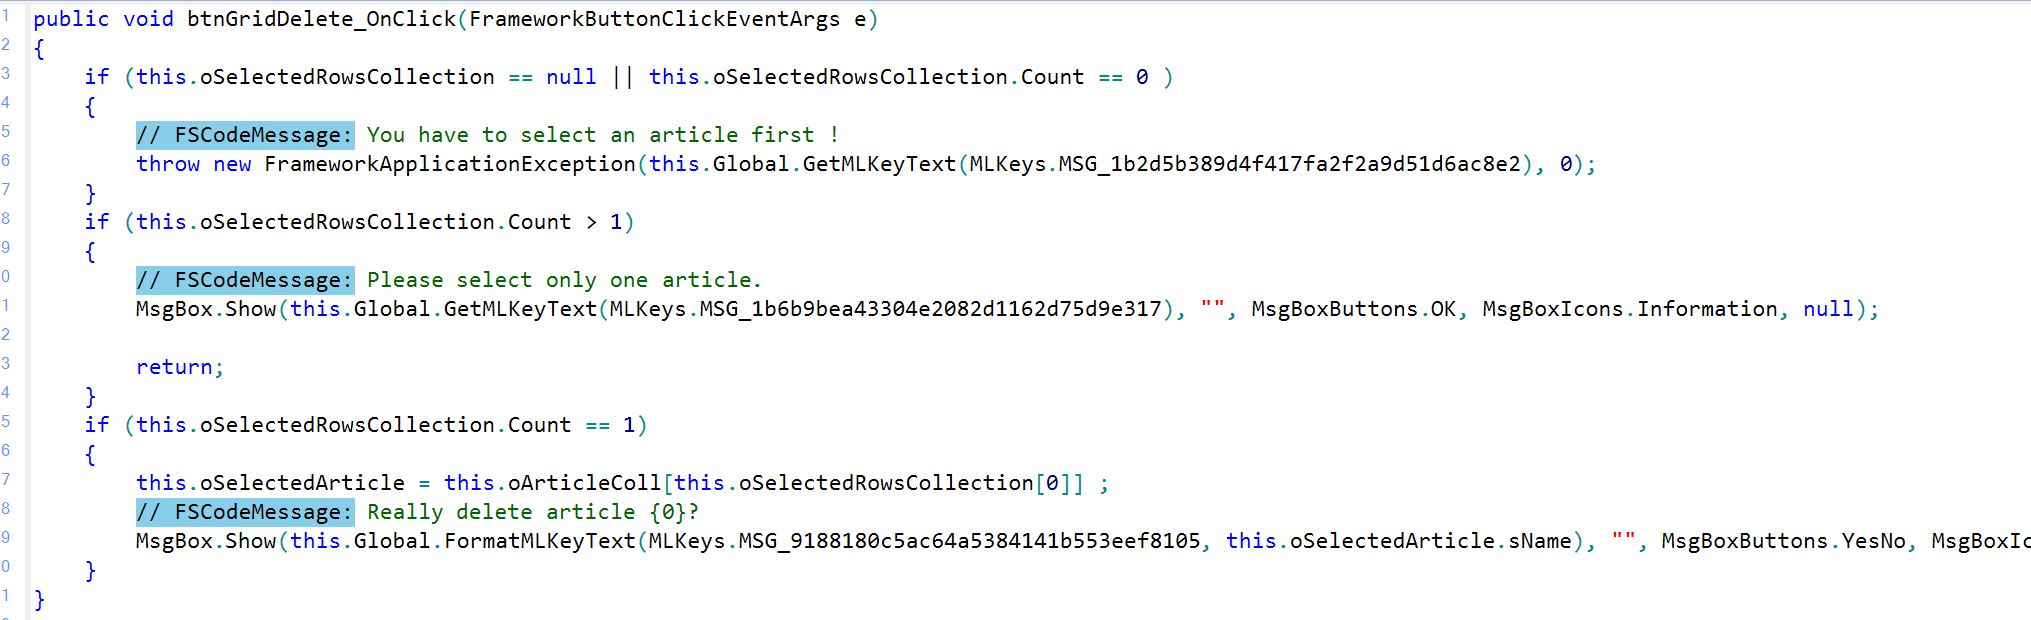 1 public void btnGridDelete_OnClick(FrameworkButtonClickEventArgs e)
2 {
3 if (this.oSelectedRowsCollection == null || this.oSelectedRowsCollection.Count == 0 )
4 {
5 // FSCodeMessage: You have to select an article first !
6 throw new FrameworkApplicationException(this.Global.GetMLKeyText(MLKeys.MSG_1b2d5b389d4f417fa2f2a9d51d6ac8e2), 0);
7 }
8 if (this.oSelectedRowsCollection.Count > 1)
9 {
0 // FSCodeMessage: Please select only one article.
1 MsgBox.Show(this.Global.GetMLKeyText(MLKeys.MSG_1b6b9bea43304e2082d1162d75d9e317), "", MsgBoxButtons.OK, MsgBoxIcons.Information, null);
2
3 return;
4 }
5 if (this.oSelectedRowsCollection.Count == 1)
6 {
7 this.oSelectedArticle = this.oArticleColl[this.oSelectedRowsCollection[0]] ;
8 // FSCodeMessage: Really delete article {0}?
9 MsgBox.Show(this.Global.FormatMLKeyText(MLKeys.MSG_9188180c5ac64a5384141b553eef8105, this.oSelectedArticle.sName), "", MsgBoxButtons.YesNo, MsgBoxIc
0 }
1 }